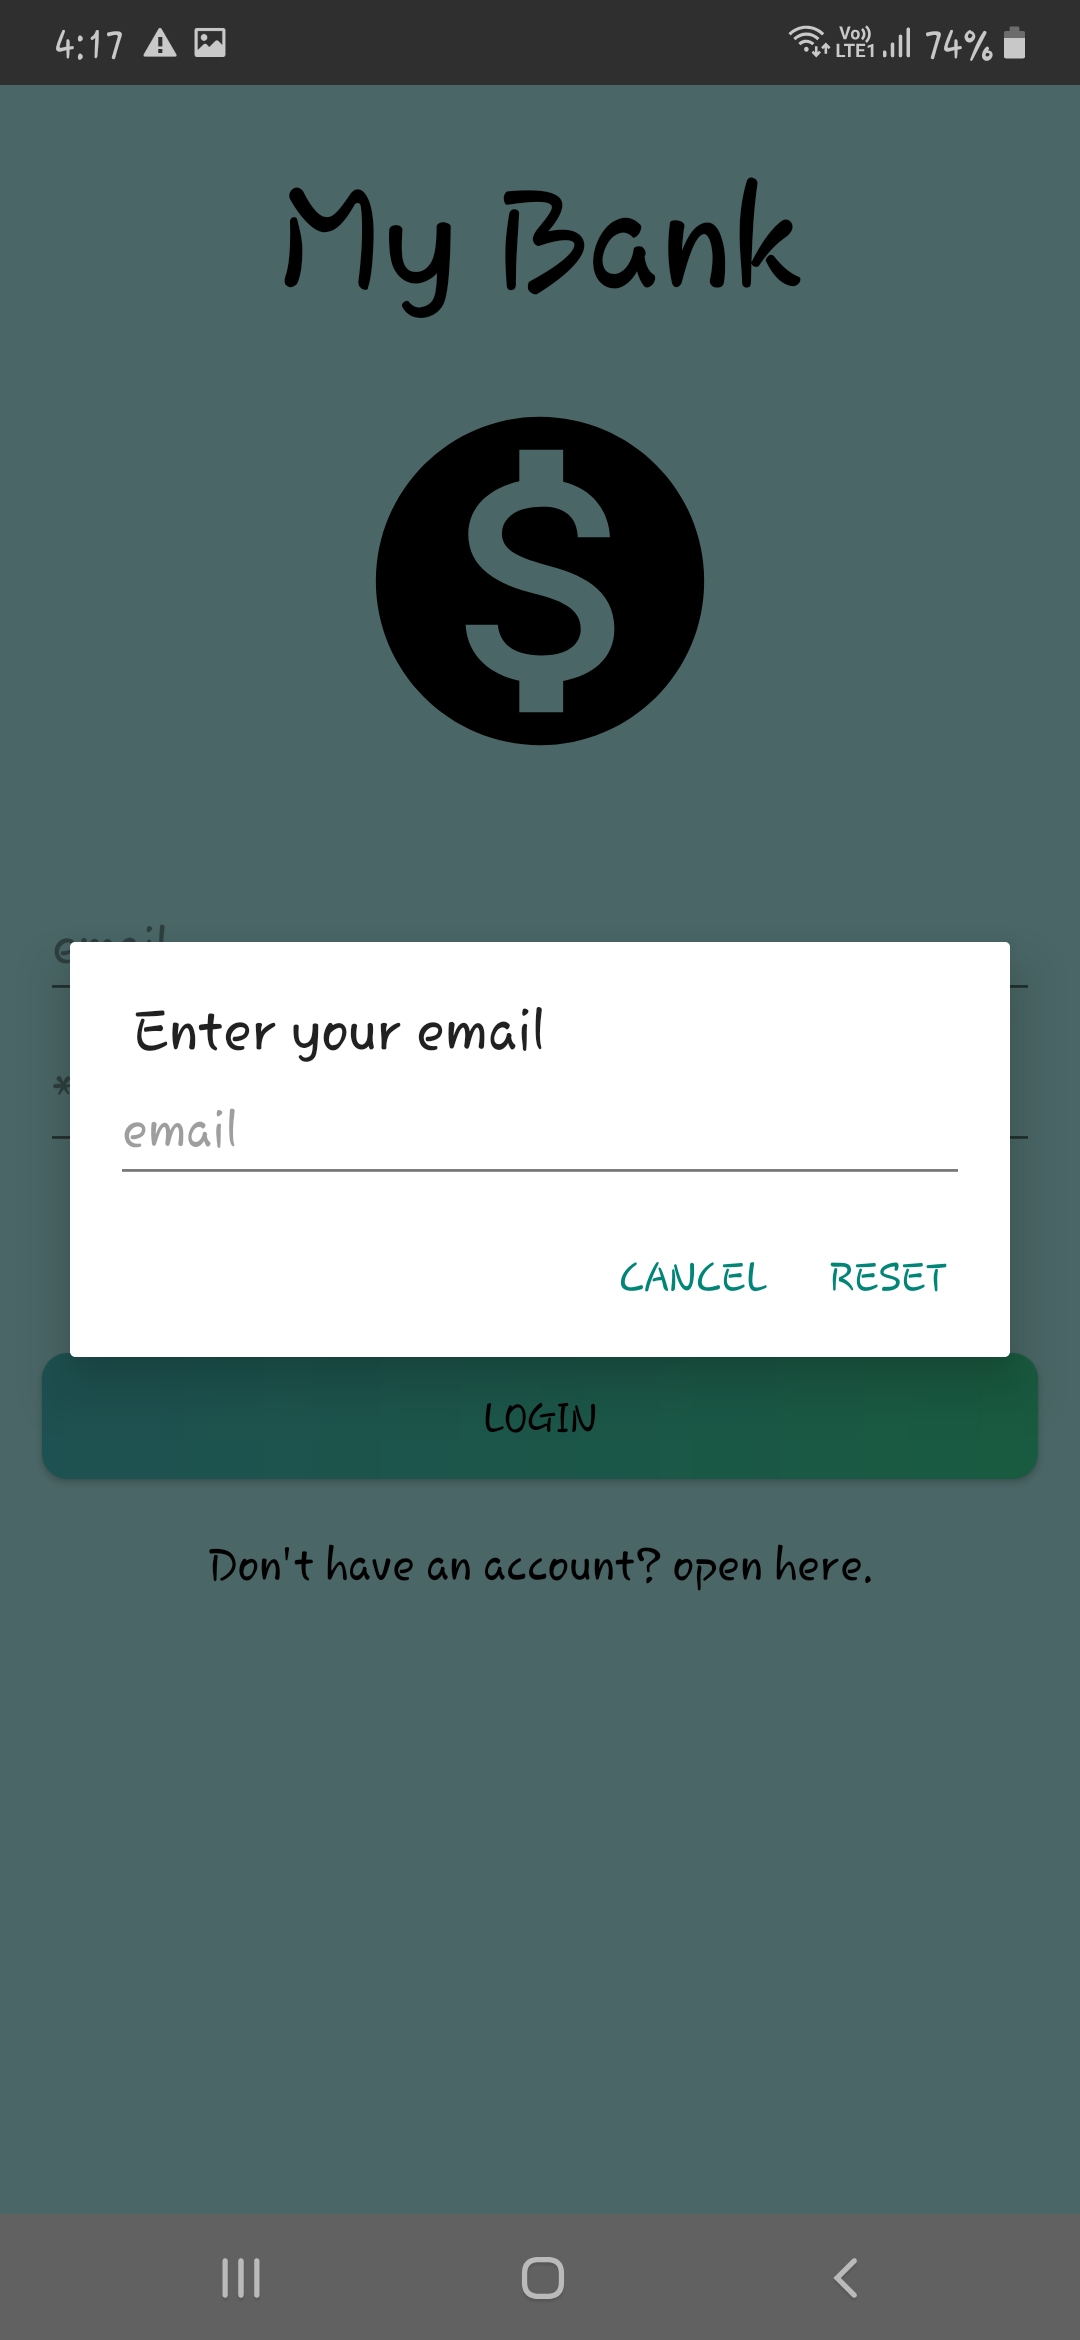 4:17 Vo)) LTE1 74%
My Bank
$
email
*
Enter your email
email
CANCEL RESET
LOGIN
Don't have an account? open here.